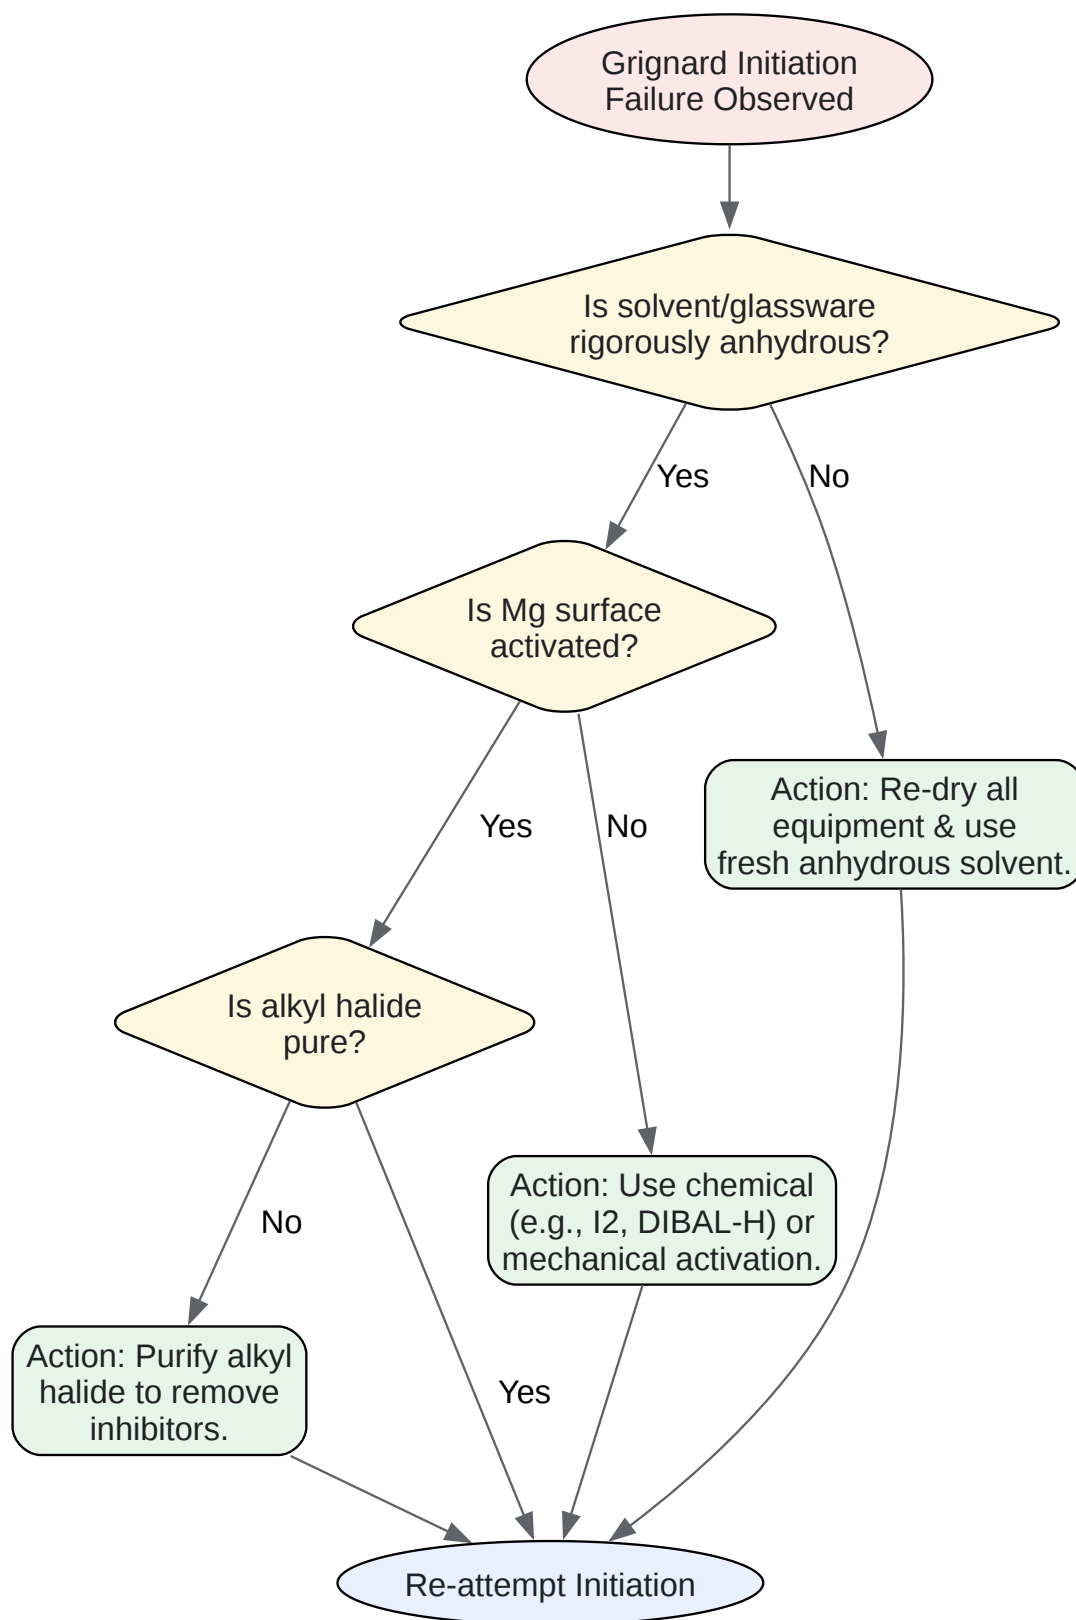 Grignard Initiation
Failure Observed
Is solvent/glassware
rigorously anhydrous?
Yes
No
Is Mg surface
activated?
Action: Re-dry all
equipment & use
fresh anhydrous solvent.
Yes
No
Is alkyl halide
pure?
Action: Use chemical
(e.g., I2, DIBAL-H) or
mechanical activation.
No
Yes
Action: Purify alkyl
halide to remove
inhibitors.
Re-attempt Initiation